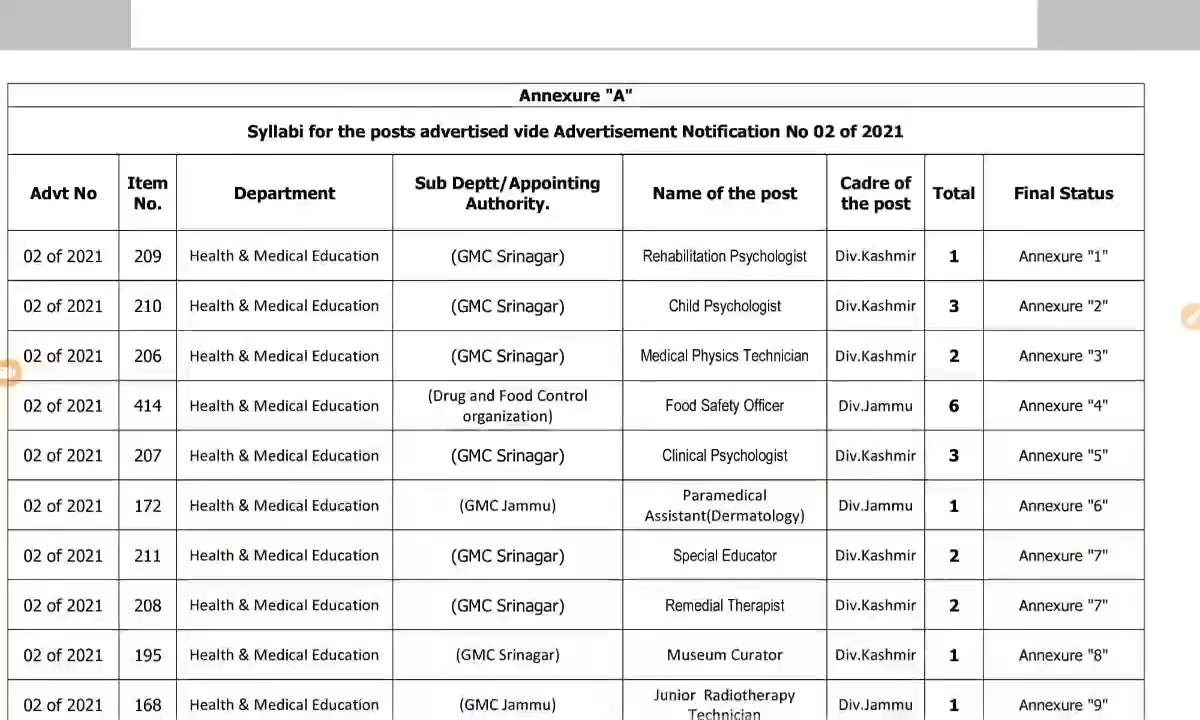 Annexure "A"
Syllabi for the posts advertised vide Advertisement Notification No 02 of 2021
Advt No Item No. Department Sub Deptt/Appointing Authority. Name of the post Cadre of the post Total Final Status
02 of 2021 209 Health & Medical Education (GMC Srinagar) Rehabilitation Psychologist Div.Kashmir 1 Annexure "1"
02 of 2021 210 Health & Medical Education (GMC Srinagar) Child Psychologist Div.Kashmir 3 Annexure "2"
02 of 2021 206 Health & Medical Education (GMC Srinagar) Medical Physics Technician Div.Kashmir 2 Annexure "3"
02 of 2021 414 Health & Medical Education (Drug and Food Control organization) Food Safety Officer Div.Jammu 6 Annexure "4"
02 of 2021 207 Health & Medical Education (GMC Srinagar) Clinical Psychologist Div.Kashmir 3 Annexure "5"
02 of 2021 172 Health & Medical Education (GMC Jammu) Paramedical Assistant(Dermatology) Div.Jammu 1 Annexure "6"
02 of 2021 211 Health & Medical Education (GMC Srinagar) Special Educator Div.Kashmir 2 Annexure "7"
02 of 2021 208 Health & Medical Education (GMC Srinagar) Remedial Therapist Div.Kashmir 2 Annexure "7"
02 of 2021 195 Health & Medical Education (GMC Srinagar) Museum Curator Div.Kashmir 1 Annexure "8"
02 of 2021 168 Health & Medical Education (GMC Jammu) Junior Radiotherapy Technician Div.Jammu 1 Annexure "9"